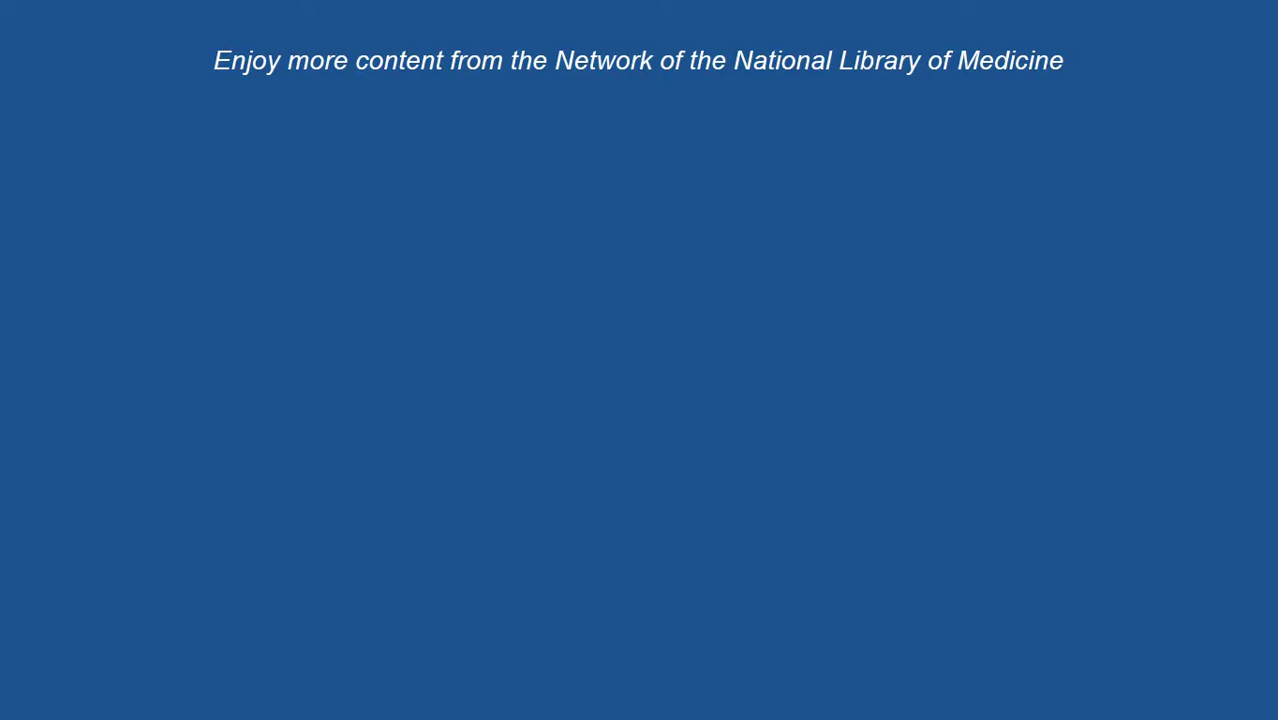 Enjoy more content from the Network of the National Library of Medicine